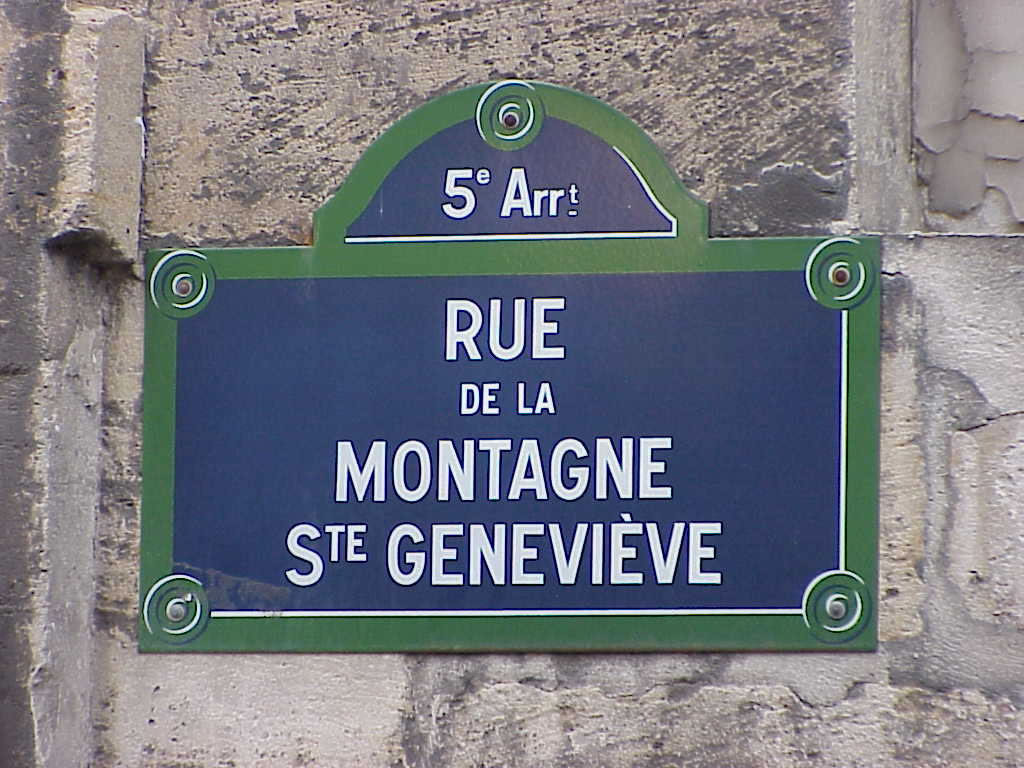 5e Arrt
RUE
DE LA
MONTAGNE
STE GENEVIÈVE